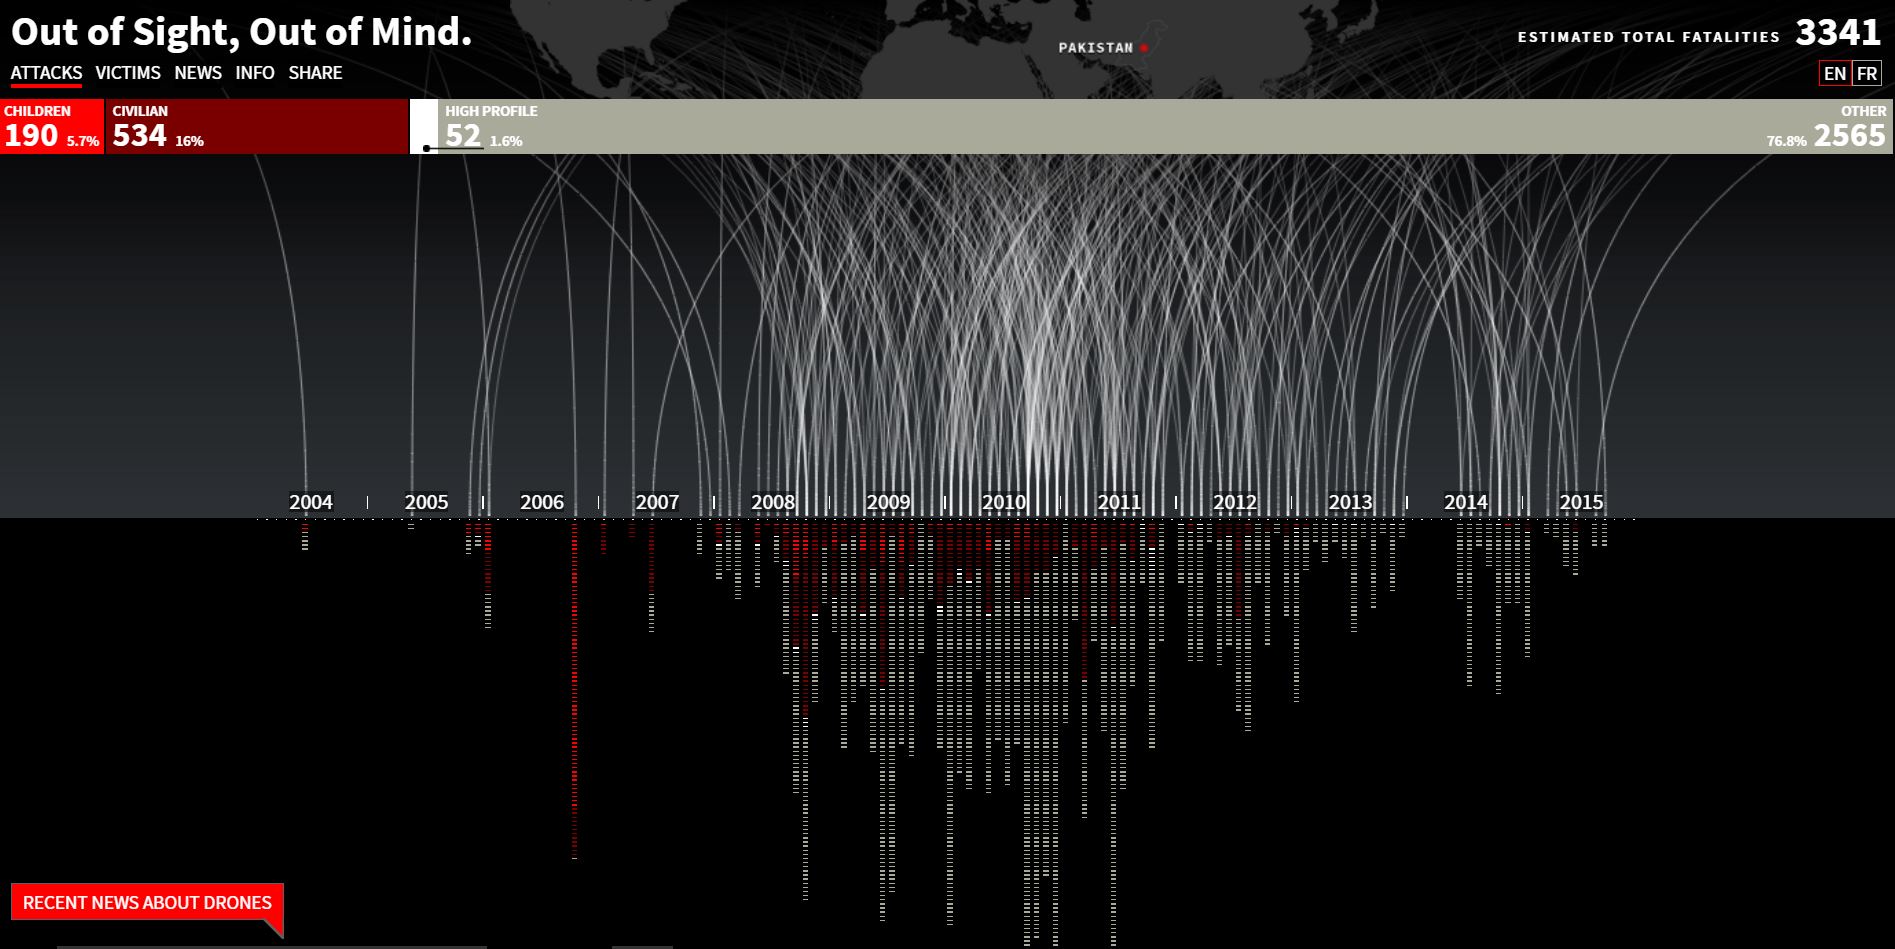 Out of Sight, Out of Mind.
ATTACKS VICTIMS NEWS INFO SHARE
PAKISTAN
ESTIMATED TOTAL FATALITIES 3341
EN FR
CHILDREN
190 5.7%
CIVILIAN
534 16%
HIGH PROFILE
52 1.6%
OTHER
76.8% 2565
2004 2005 2006 2007 2008 2009 2010 2011 2012 2013 2014 2015
RECENT NEWS ABOUT DRONES